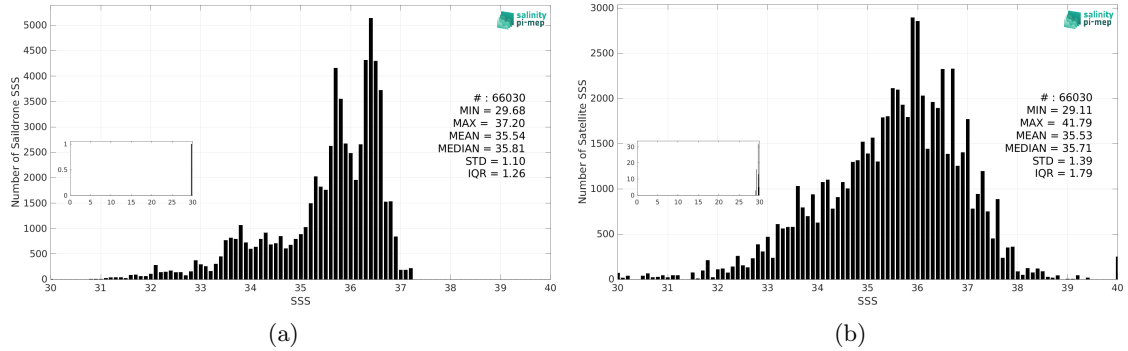 salinity
pi-mep
Number of Saildrone SSS
5000
4500
4000
3500
3000
2500
2000
1500
1000
500
0
# : 66030
MIN = 29.68
MAX = 37.20
MEAN = 35.54
MEDIAN = 35.81
STD = 1.10
IQR = 1.26
1
0.5
0
0 5 10 15 20 25 30
30 31 32 33 34 35 36 37 38 39 40
SSS
(a)
salinity
pi-mep
Number of Satellite SSS
3000
2500
2000
1500
1000
500
0
# : 66030
MIN = 29.11
MAX = 41.79
MEAN = 35.53
MEDIAN = 35.71
STD = 1.39
IQR = 1.79
30
20
10
0
0 5 10 15 20 25 30
30 31 32 33 34 35 36 37 38 39 40
SSS
(b)